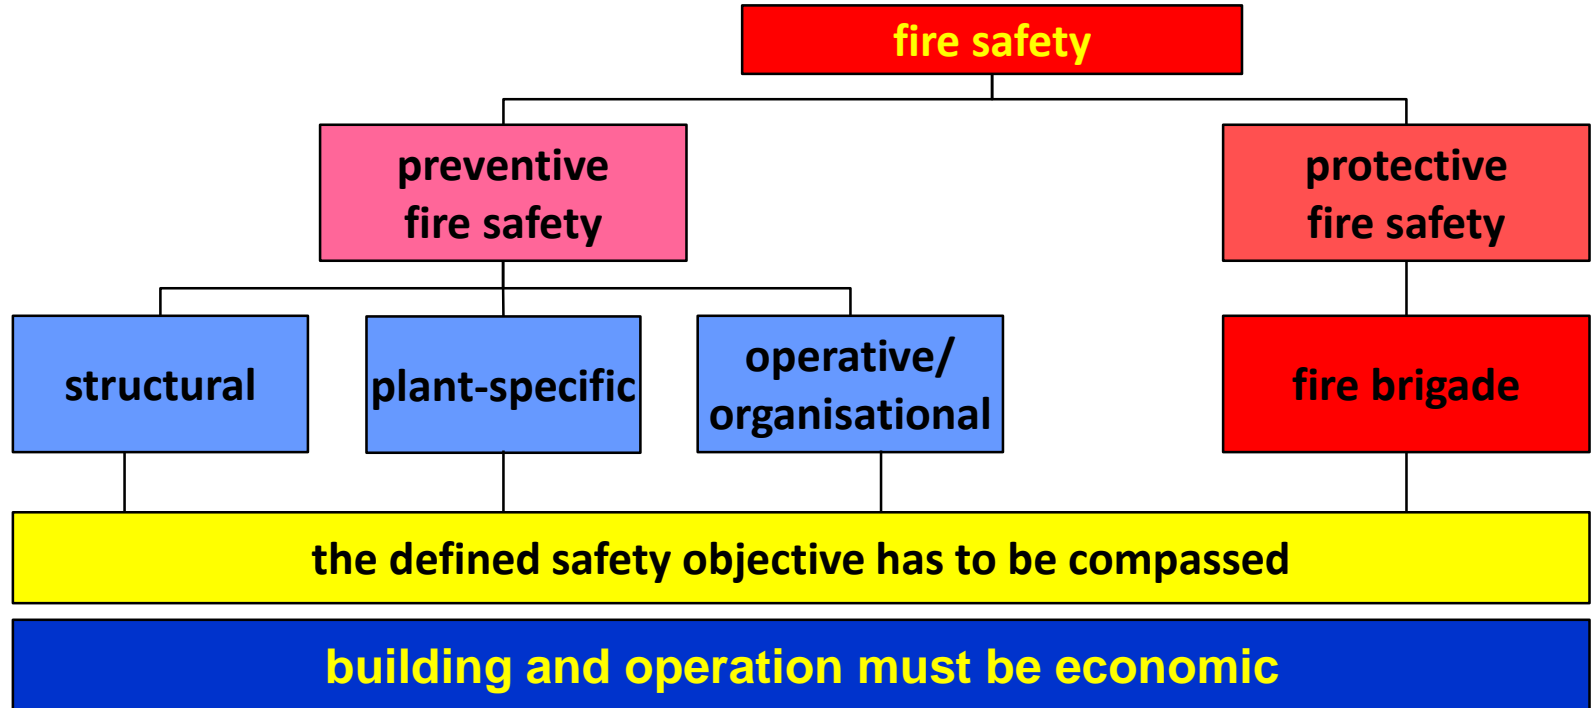 fire safety
preventive
fire safety
protective
fire safety
structural
plant-specific
operative/
organisational
fire brigade
the defined safety objective has to be compassed
building and operation must be economic